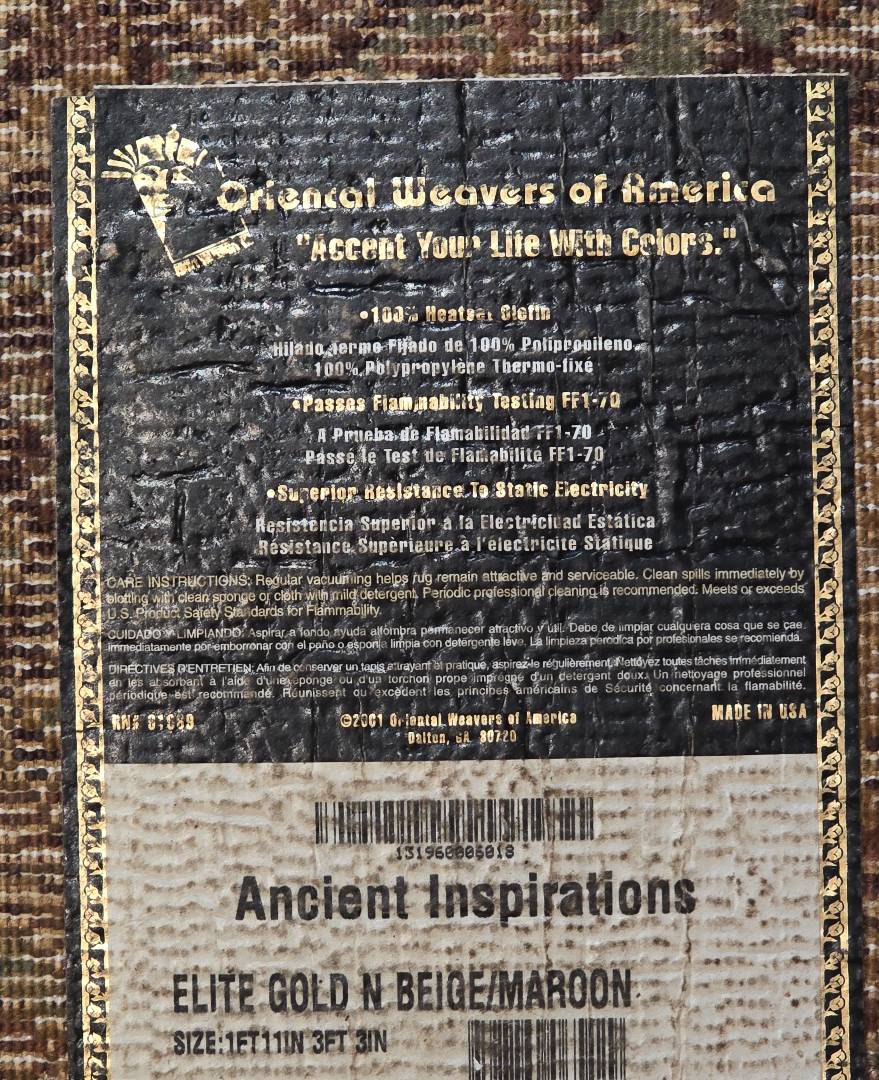 Oriental Weavers of America
"Accent Your Life With Colors."
•100% Heatset Olefin
Hilado termo Fijado de 100% Polipropileno
100% Polypropylene Thermo-fixé
•Passes Flammability Testing FF1-70
A Prueba de Flamabilidad FF1-70
Passé le Test de Flamabilité FF1-70
•Superior Resistance To Static Electricity
Resistencia Superior a la Electricidad Estática
Résistance Supérieure à l'électricité Statique
CARE INSTRUCTIONS: Regular vacuuming helps rug remain attractive and serviceable. Clean spills immediately by
blotting with clean sponge or cloth with mild detergent. Periodic professional cleaning is recommended. Meets or exceeds
U.S. Product Safety Standards for Flammability.
CUIDADO Y LIMPIANDO: Aspirar a fondo ayuda alfombra permanecer atractivo y útil. Debe de limpiar cualquiera cosa que se cae
immediatamente por emborronar con el paño o esponja limpia con detergente leve. La limpieza perodica por profesionales se recomienda.
DIRECTIVES D'ENTRETIEN: Afin de conserver un tapis attrayant et pratique, aspirez-le régulièrement. Nettoyez toutes tâches immédiatement
en les absorbant à l'aide d'une éponge ou d'un torchon propre imprégné d'un detergent doux. Un nettoyage professionnel
périodique est recommandé. Réunissent ou excèdent les principes américains de Sécurité concernant la flamabilité.
RN#
©2001 Oriental Weavers of America
MADE IN USA
Dalton, GA 30720
131960006018
Ancient Inspirations
ELITE GOLD N BEIGE/MAROON
SIZE:1FT11IN 3FT 3IN